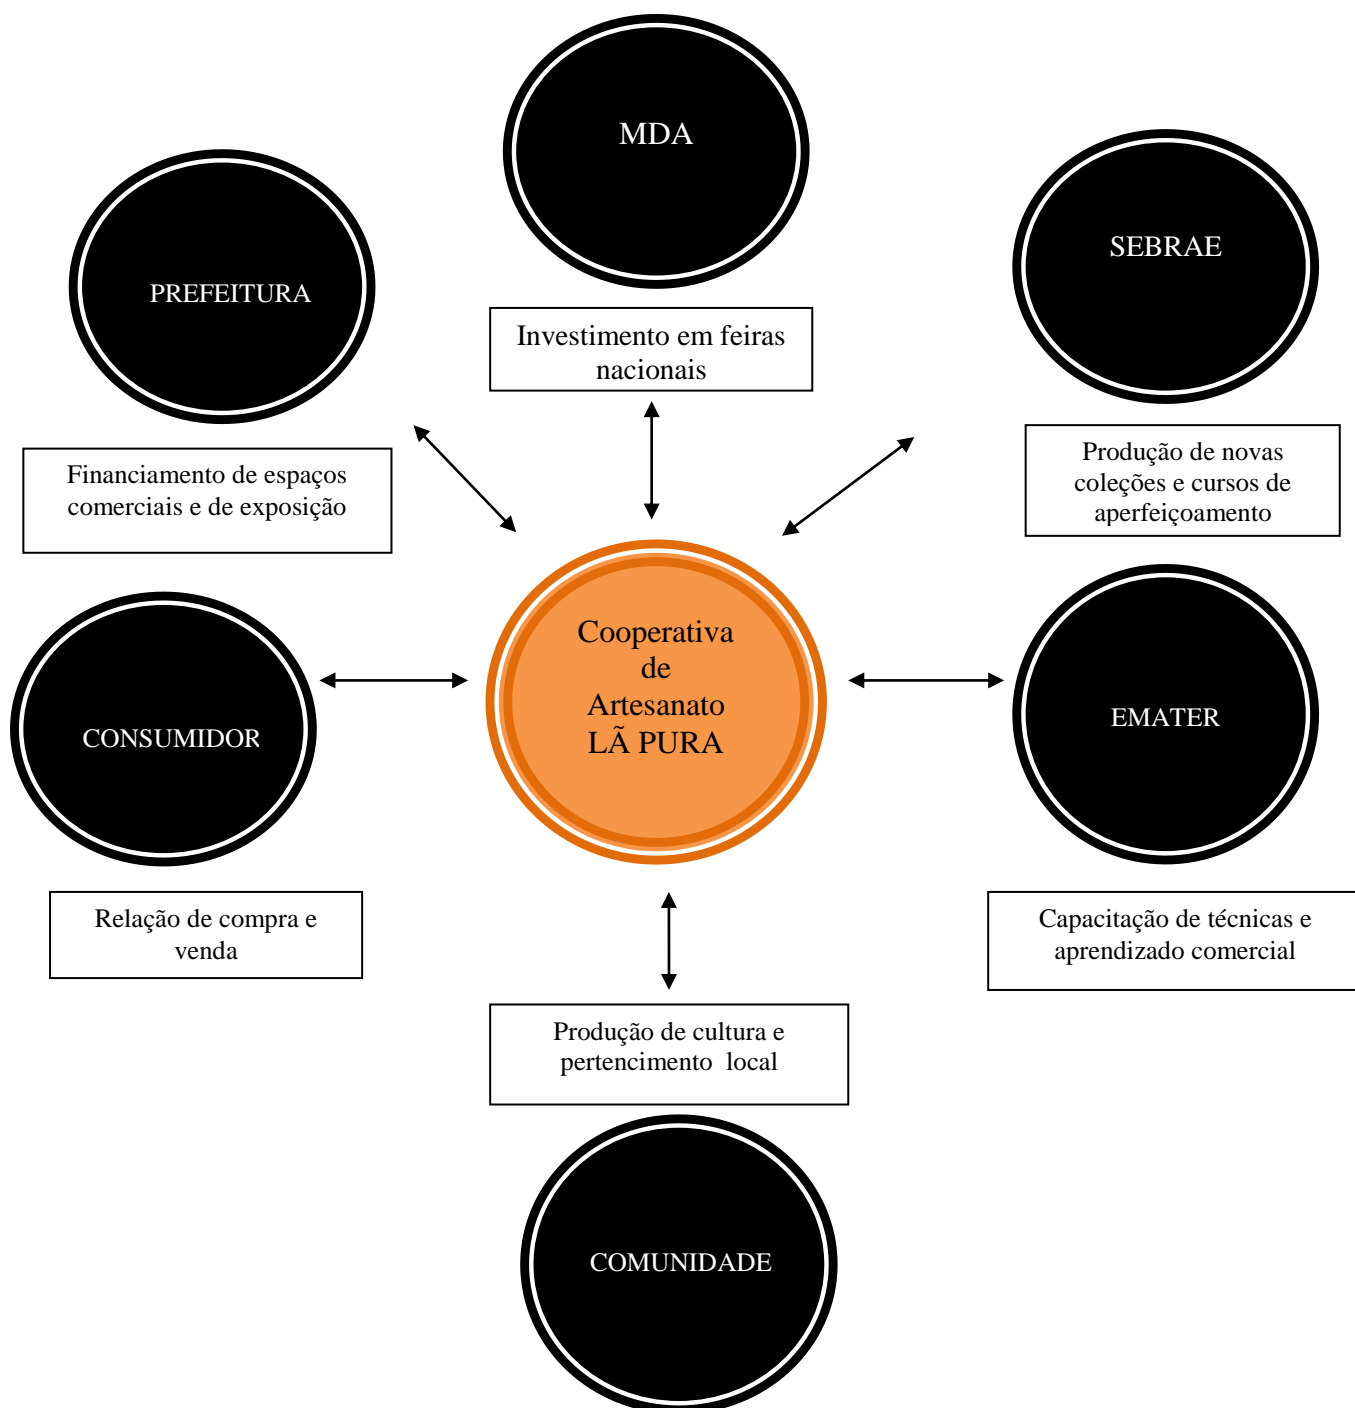 MDA
SEBRAE
PREFEITURA
Investimento em feiras
nacionais
Financiamento de espaços
comerciais e de exposição
Produção de novas
coleções e cursos de
aperfeiçoamento
Cooperativa
de
Artesanato
LÃ PURA
CONSUMIDOR
EMATER
Relação de compra e
venda
Capacitação de técnicas e
aprendizado comercial
Produção de cultura e
pertencimento  local
COMUNIDADE